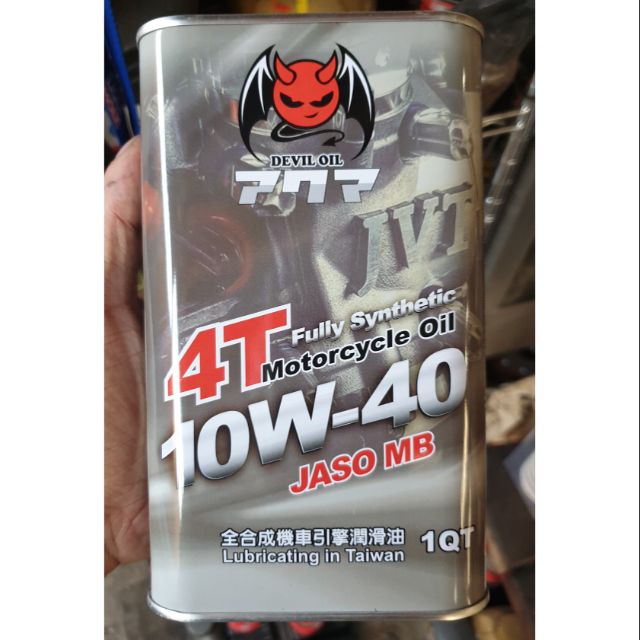 DEVIL OIL
アクマ
JVT
4T Fully Synthetic
Motorcycle Oil
10W-40
JASO MB
全合成機車引擎潤滑油
Lubricating in Taiwan
1QT